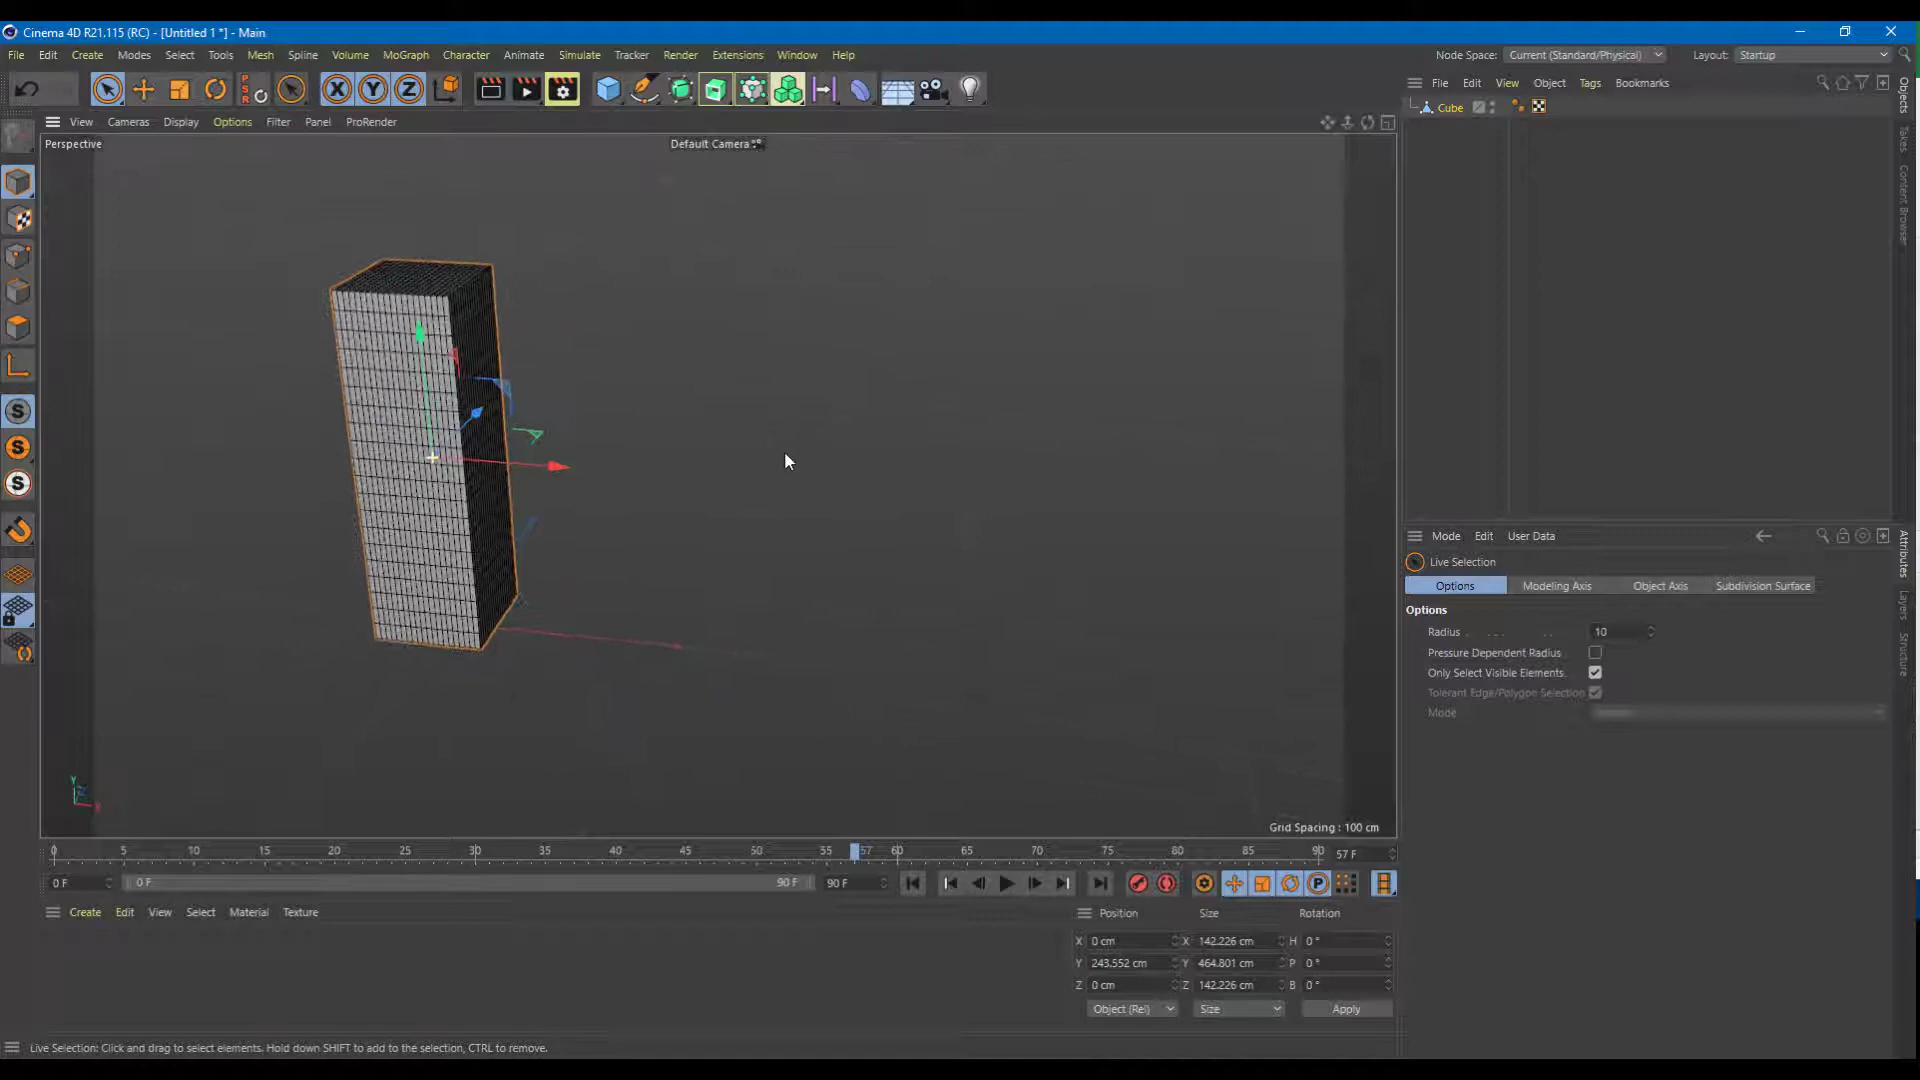 Cinema 4D R21.115 (RC) - [Untitled 1 *] - Main
File Edit Create Modes Select Tools Mesh Spline Volume MoGraph Character Animate Simulate Tracker Render Extensions Window Help
Node Space: Current (Standard/Physical) Layout: Startup
File Edit View Object Tags Bookmarks
PSR X Y Z
View Cameras Display Options Filter Panel ProRender
Cube
Perspective
Default Camera
Objects
Takes
Content Browser
S
S
S
Mode Edit User Data
Live Selection
Options Modeling Axis Object Axis Subdivision Surface
Options
Radius 10
Pressure Dependent Radius
Only Select Visible Elements
Tolerant Edge/Polygon Selection
Mode
Attributes
Layers
Structure
Y
Z
X
Grid Spacing : 100 cm
0 5 10 15 20 25 30 35 40 45 50 55 57 60 65 70 75 80 85 90
57 F
0 F 0 F 90 F 90 F P
Create Edit View Select Material Texture
Position Size Rotation
X 0 cm X 142.226 cm H 0 °
Y 243.552 cm Y 464.801 cm P 0 °
Z 0 cm Z 142.226 cm B 0 °
Object (Rel) Size Apply
Live Selection: Click and drag to select elements. Hold down SHIFT to add to the selection, CTRL to remove.